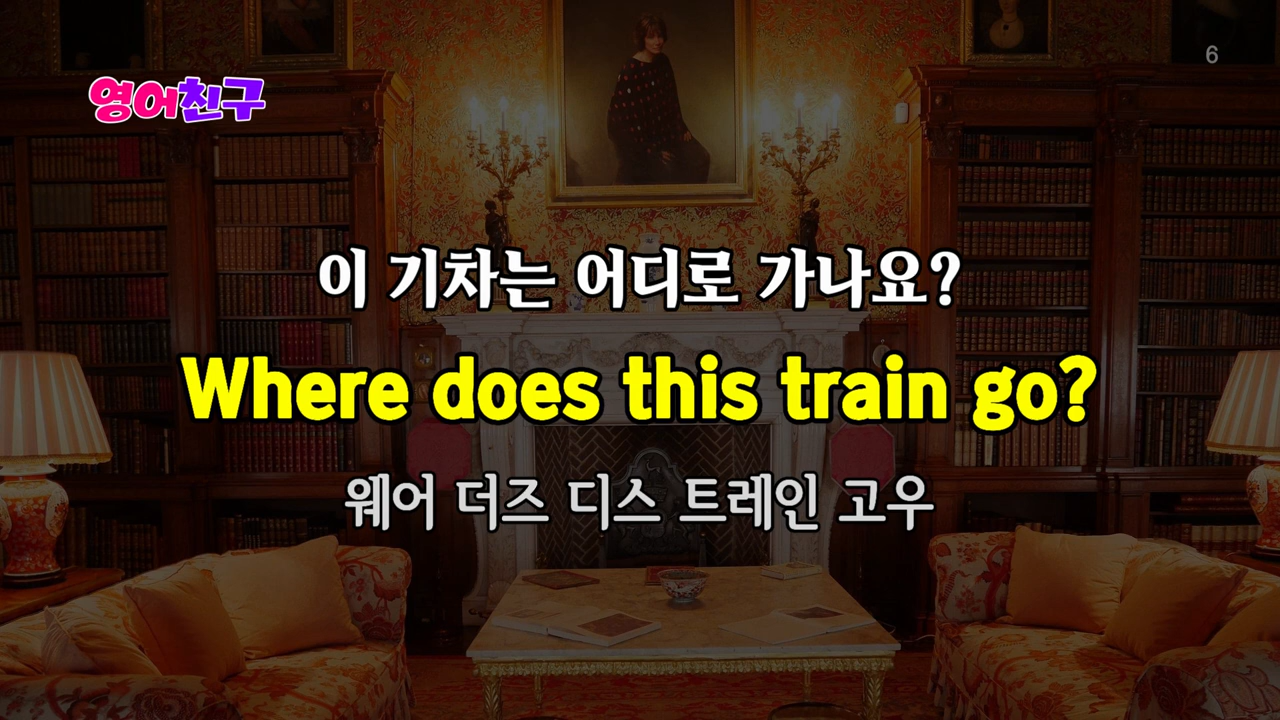 영어친구
6
이 기차는 어디로 가나요?
Where does this train go?
웨어 더즈 디스 트레인 고우